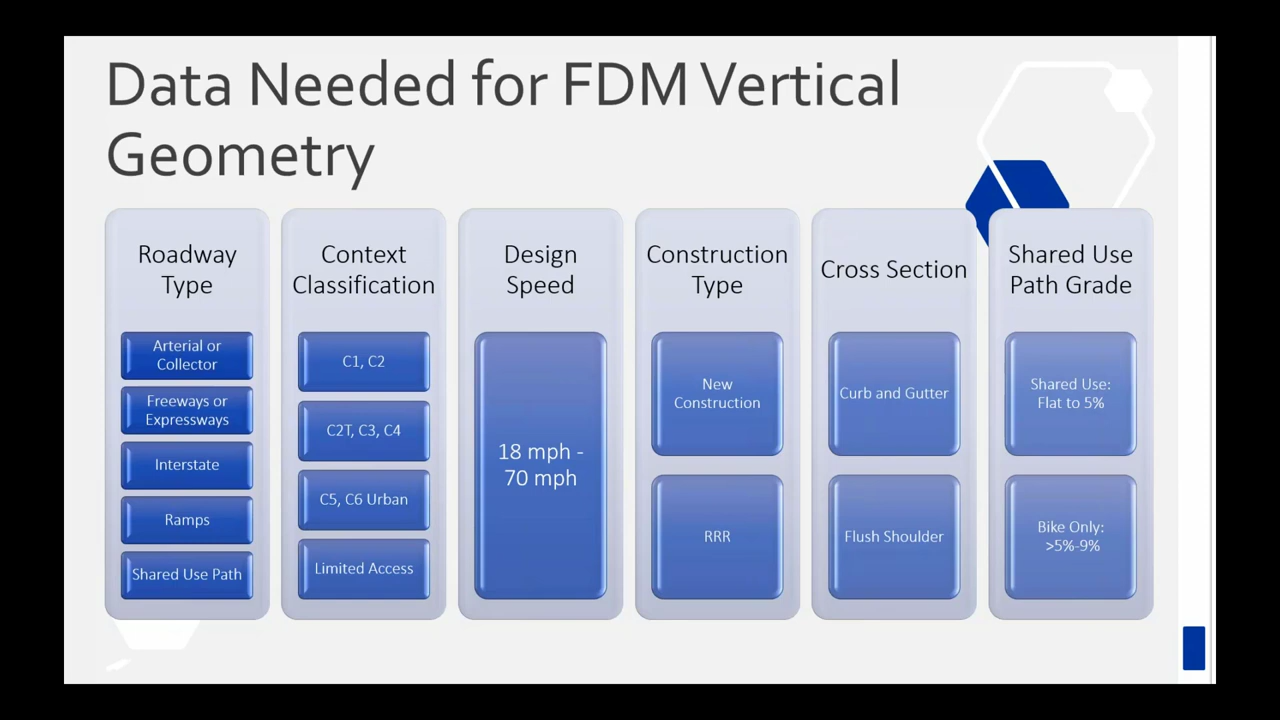 Data Needed for FDM Vertical
Geometry
Roadway
Type
Arterial or
Collector
Freeways or
Expressways
Interstate
Ramps
Shared Use Path
Context
Classification
C1, C2
C2T, C3, C4
C5, C6 Urban
Limited Access
Design
Speed
18 mph -
70 mph
Construction
Type
New
Construction
RRR
Cross Section
Curb and Gutter
Flush Shoulder
Shared Use
Path Grade
Shared Use:
Flat to 5%
Bike Only:
>5%-9%